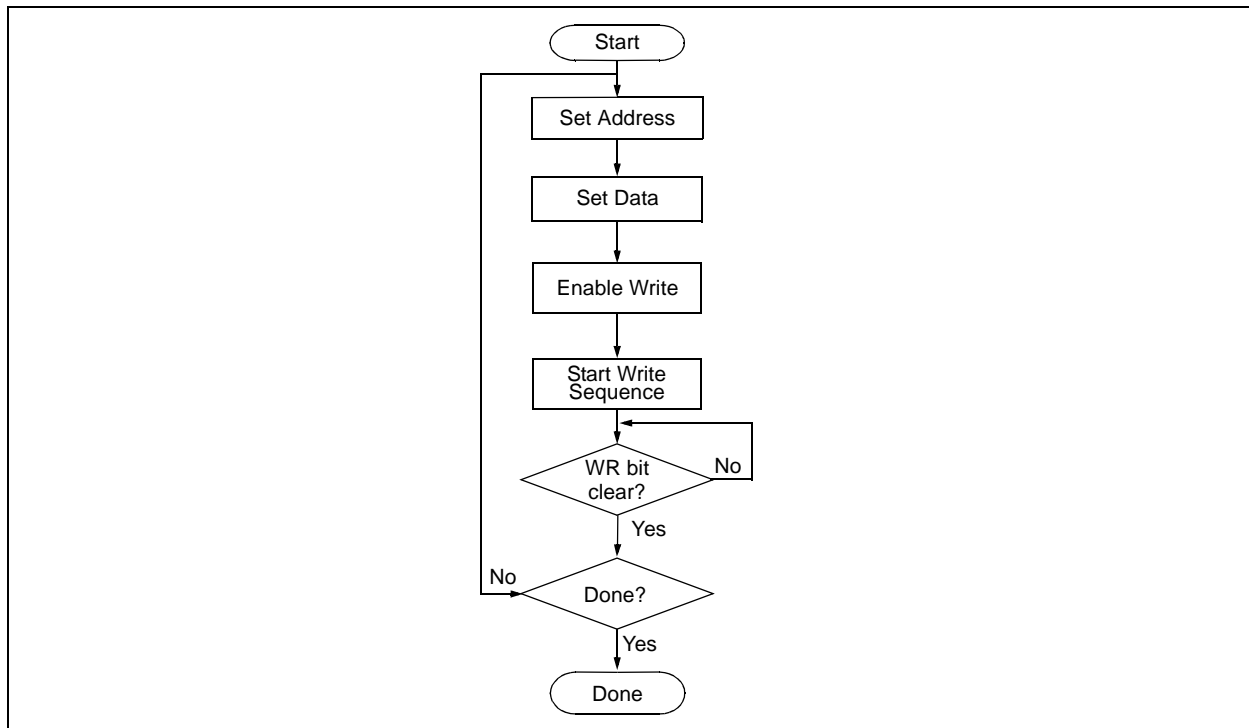 Start
Set Address
Set Data
Enable Write
Start Write
Sequence
WR bit
clear?
No
Yes
No
Done?
Yes
Done